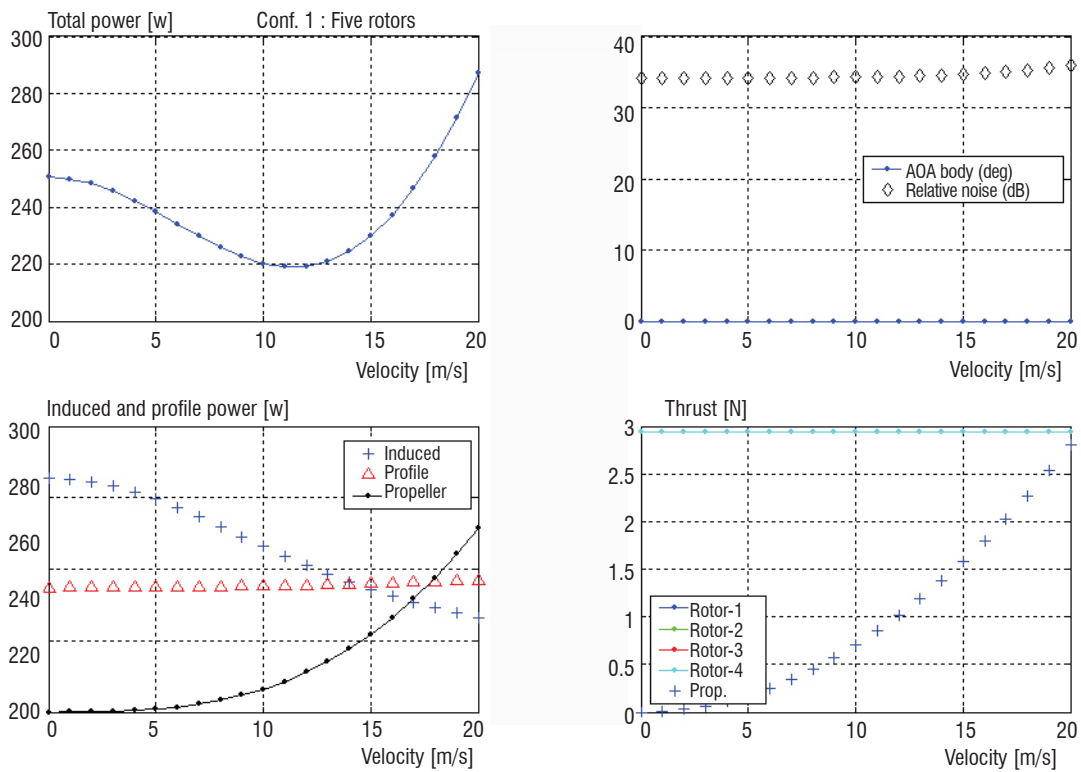 Total power [w]
Conf. 1 : Five rotors
300
280
260
240
220
200
0 5 10 15 20
Velocity [m/s]
40
30
20
10
0
AOA body (deg)
Relative noise (dB)
0 5 10 15 20
Velocity [m/s]
Induced and profile power [w]
300
280
260
240
220
200
Induced
Profile
Propeller
0 5 10 15 20
Velocity [m/s]
Thrust [N]
3
2.5
2
1.5
1
0.5
0
Rotor-1
Rotor-2
Rotor-3
Rotor-4
Prop.
0 5 10 15 20
Velocity [m/s]